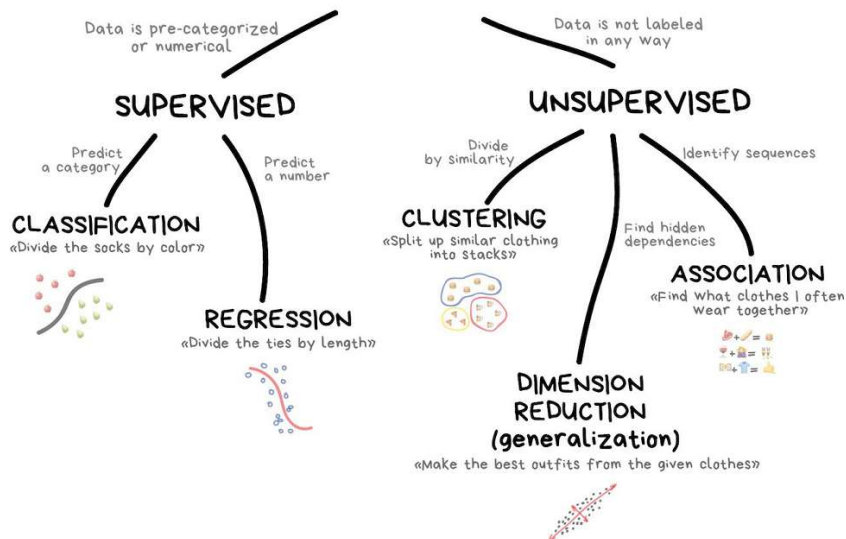 Data is pre-categorized
or numerical
Data is not labeled
in any way
SUPERVISED
UNSUPERVISED
Predict
a category
Predict
a number
Divide
by similarity
Identify sequences
CLASSIFICATION
«Divide the socks by color»
CLUSTERING
«Split up similar clothing
into stacks»
Find hidden
dependencies
ASSOCIATION
«Find what clothes I often
wear together»
REGRESSION
«Divide the ties by length»
DIMENSION
REDUCTION
(generalization)
«Make the best outfits from the given clothes»